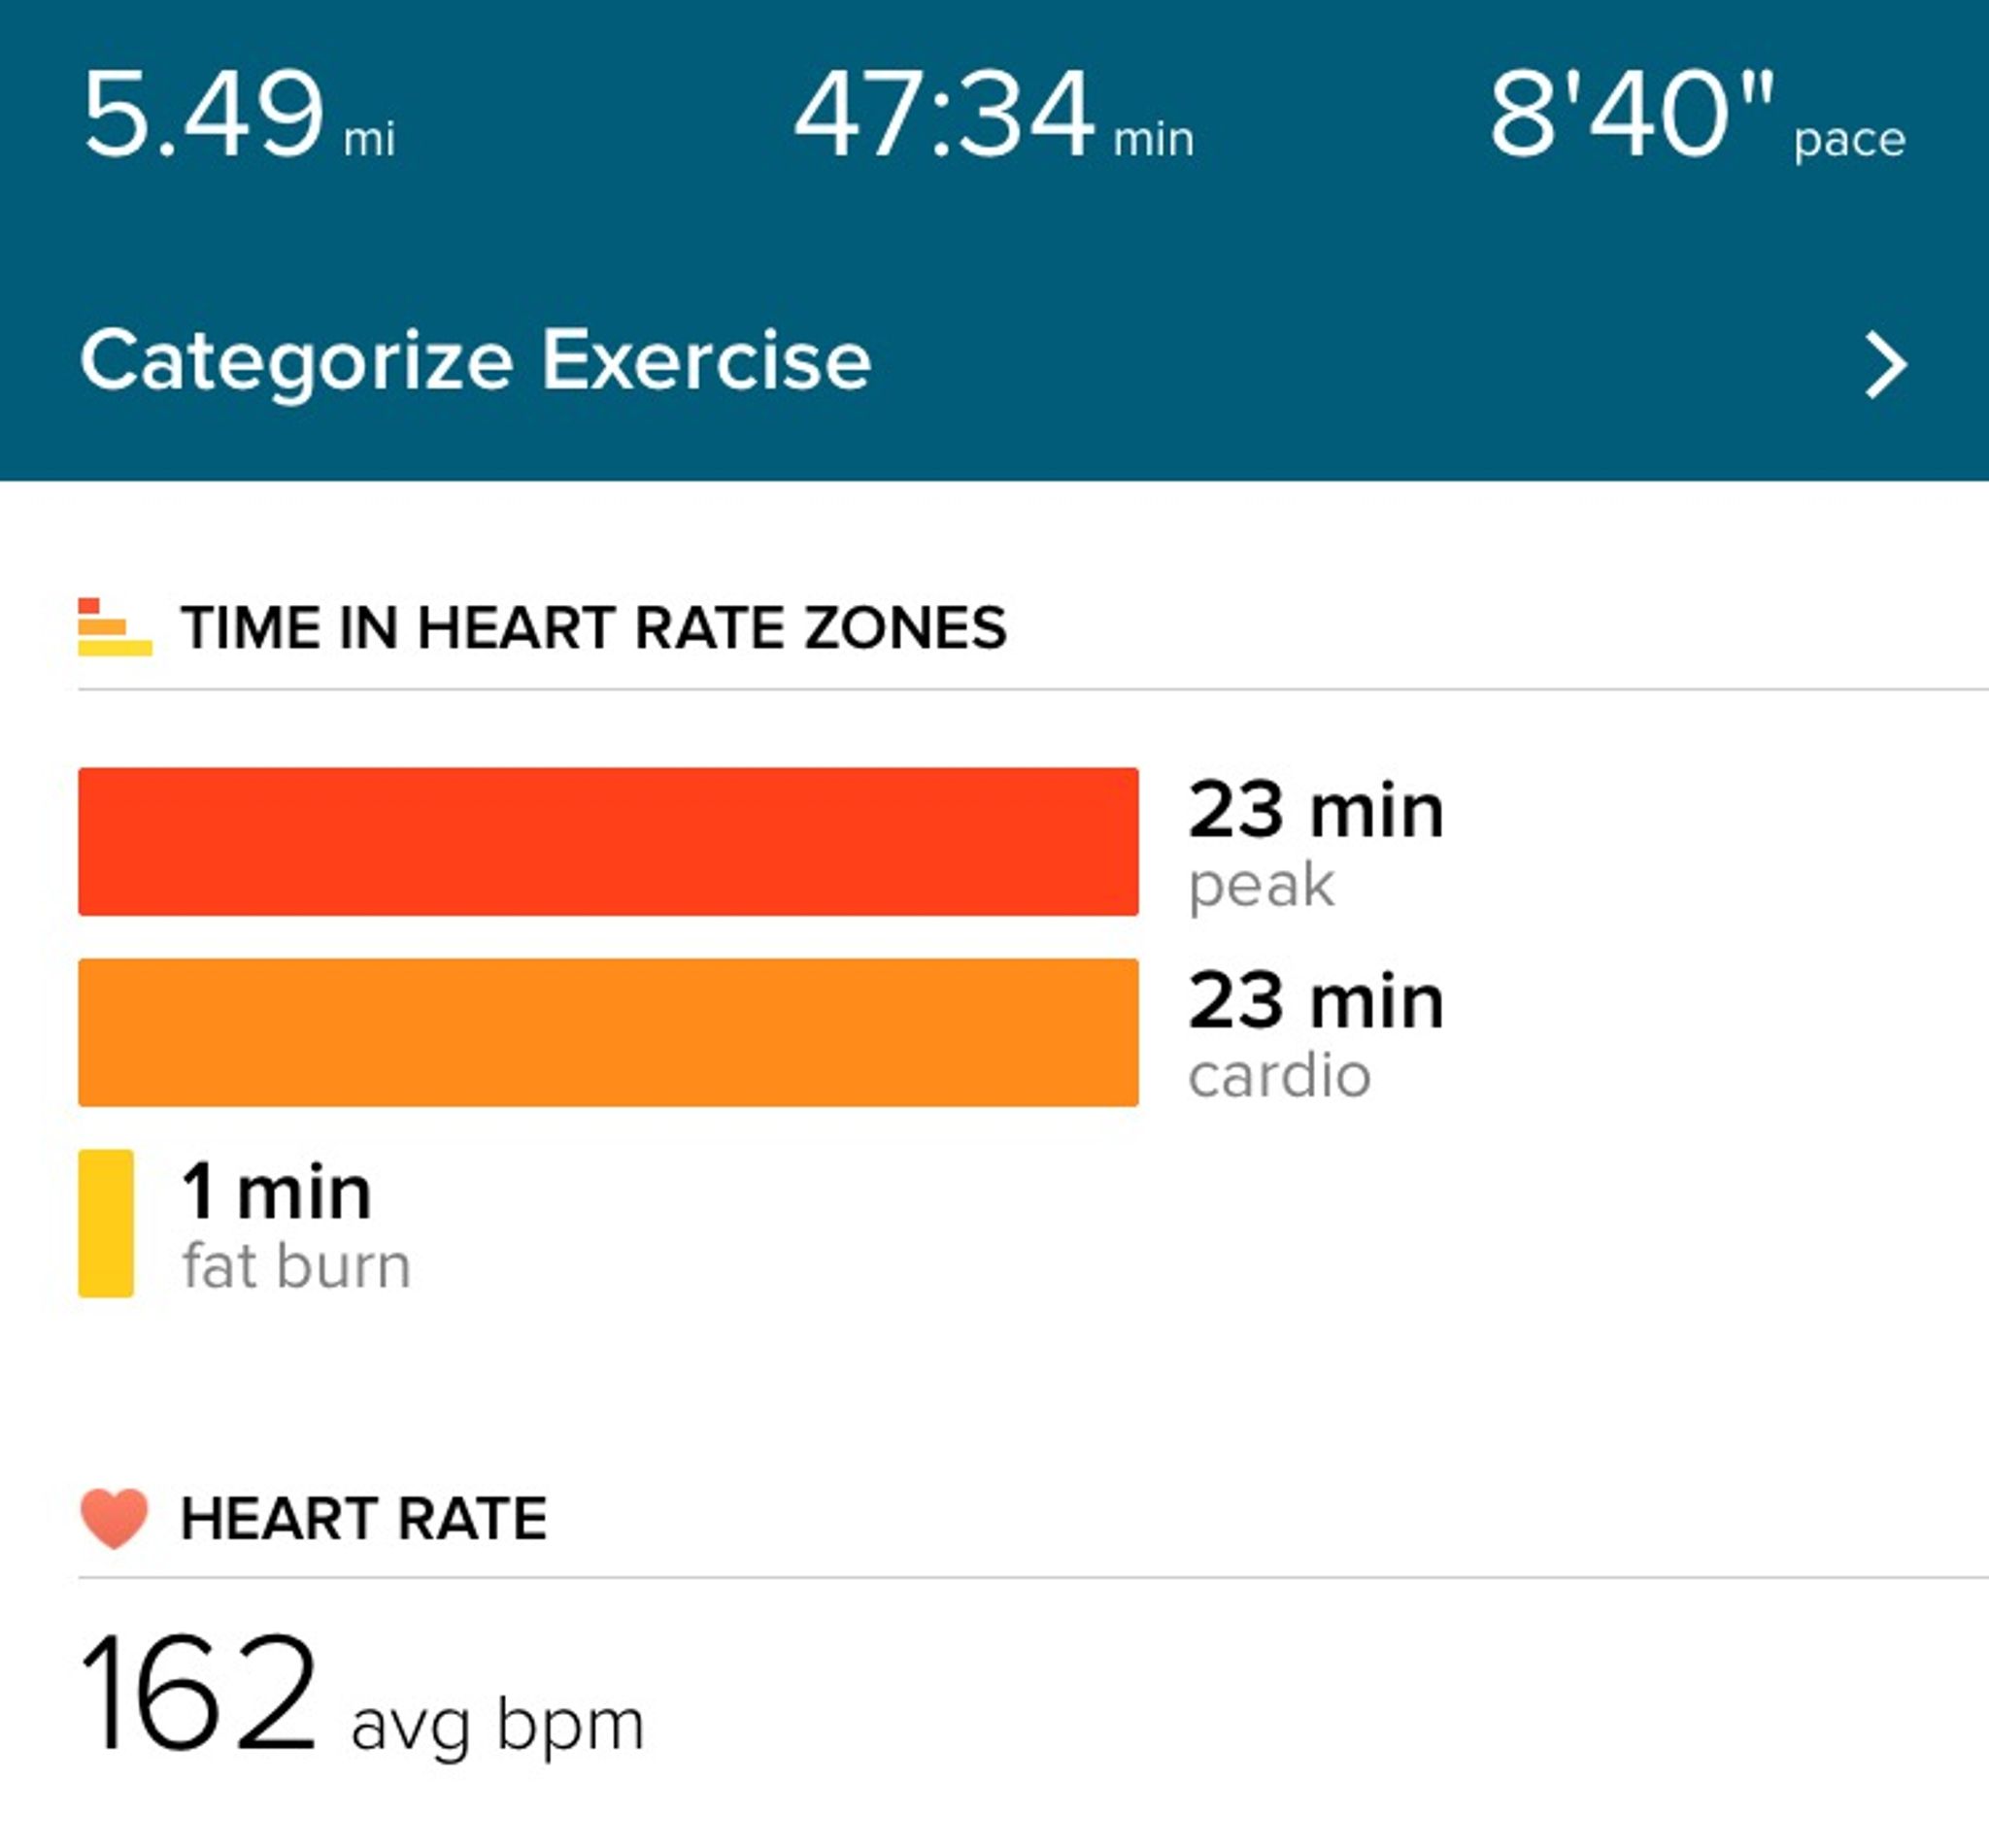 5.49 mi 47:34 min 8'40" pace
Categorize Exercise
TIME IN HEART RATE ZONES
23 min
peak
23 min
cardio
1 min
fat burn
HEART RATE
162 avg bpm